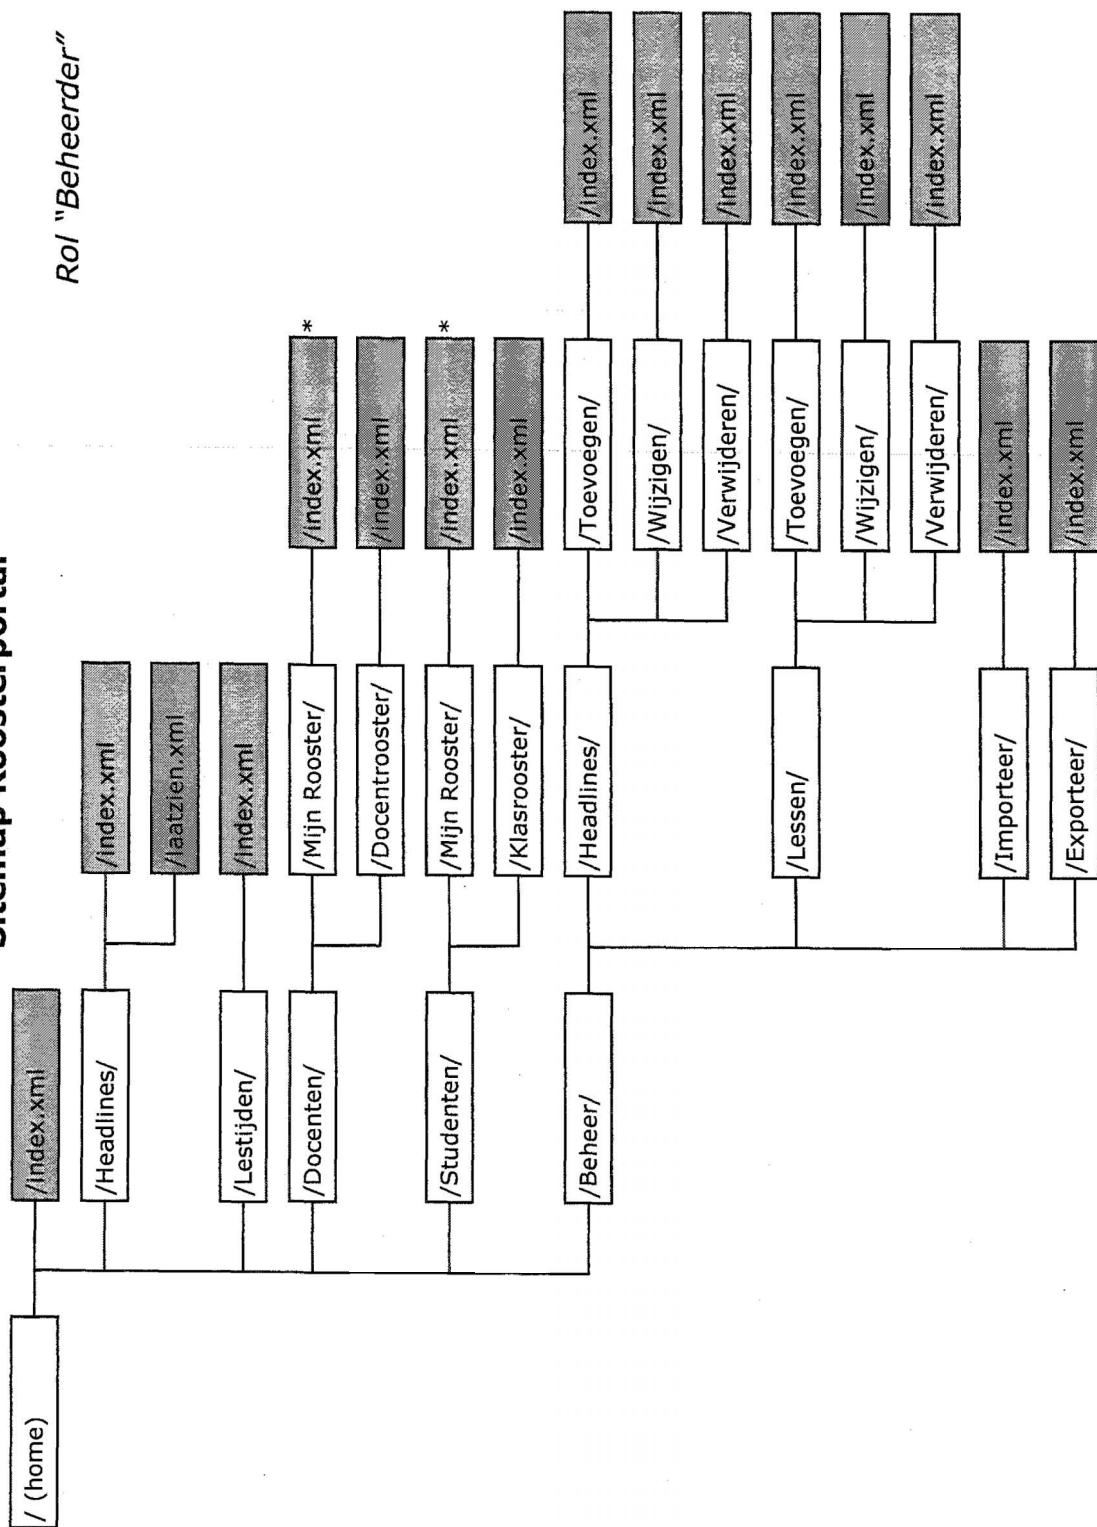 Sitemap Roosterportal
Rol "Beheerder"
/ (home)
/index.xml
/Headlines/
/index.xml
/laatzien.xml
/Lestijden/
/index.xml
/Docenten/
/Mijn Rooster/
/index.xml *
/Docentrooster/
/index.xml
/Studenten/
/Mijn Rooster/
/index.xml *
/Klasrooster/
/index.xml
/Beheer/
/Headlines/
/Toevoegen/
/index.xml
/Wijzigen/
/index.xml
/Verwijderen/
/index.xml
/Lessen/
/Toevoegen/
/index.xml
/Wijzigen/
/index.xml
/Verwijderen/
/index.xml
/Importeer/
/index.xml
/Exporteer/
/index.xml